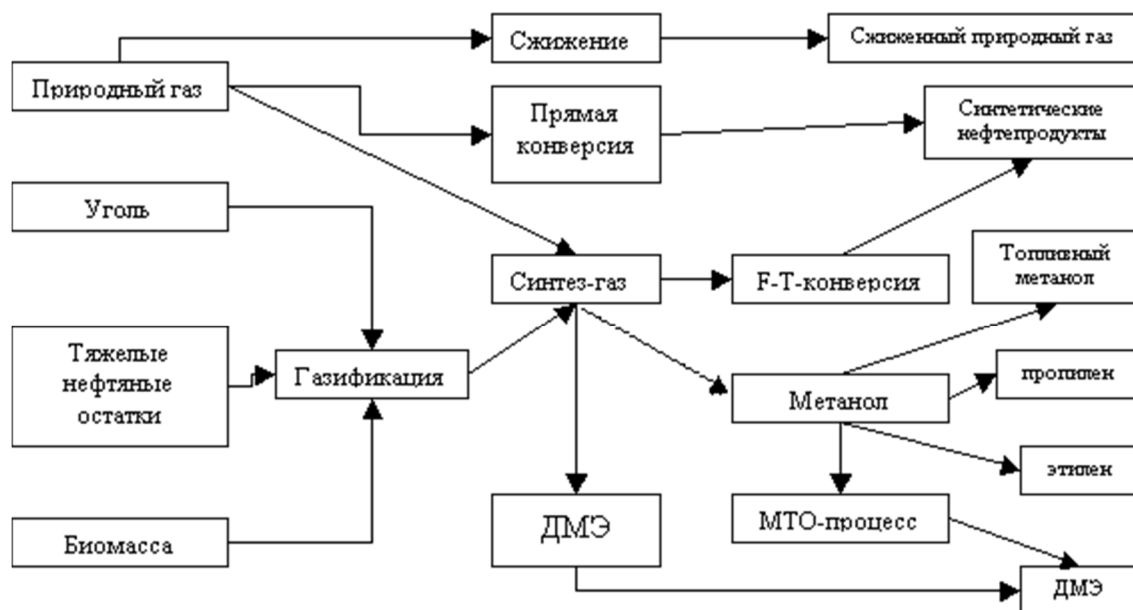 Сжижение
Сжиженный природный газ
Природный газ
Прямая
конверсия
Синтетические
нефтепродукты
Уголь
Синтез-газ
F-T-конверсия
Топливный
метанол
Тяжелые
нефтяные
остатки
Газификация
Метанол
пропилен
этилен
Биомасса
ДМЭ
МТО-процесс
ДМЭ